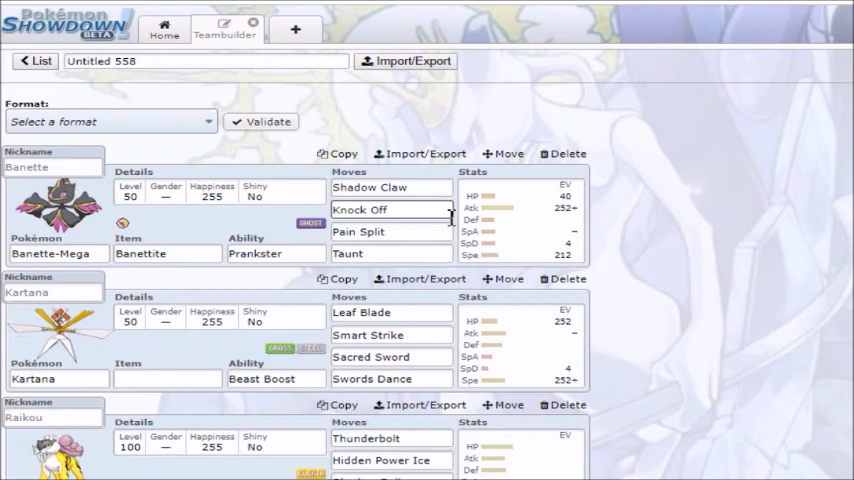 Pokémon
SHOWDOWN!
BETA
Home
Teambuilder
List
Untitled 558
Import/Export
Format:
Select a format
Validate
Copy Import/Export Move Delete
Nickname
Banette
Details
Level Gender Happiness Shiny
50 — 255 No
GHOST
Pokémon Item Ability
Banette-Mega Banettite Prankster
Moves
Shadow Claw
Knock Off
Pain Split
Taunt
Stats
EV
HP 40
Atk 252+
Def
SpA –
SpD 4
Spe 212
Copy Import/Export Move Delete
Nickname
Kartana
Details
Level Gender Happiness Shiny
50 — 255 No
GRASS STEEL
Pokémon Item Ability
Kartana Beast Boost
Moves
Leaf Blade
Smart Strike
Sacred Sword
Swords Dance
Stats
EV
HP 252
Atk –
Def
SpA
SpD 4
Spe 252+
Copy Import/Export Move Delete
Nickname
Raikou
Details
Level Gender Happiness Shiny
100 — 255 No
Moves
Thunderbolt
Hidden Power Ice
Stats
EV
HP
Atk
Def